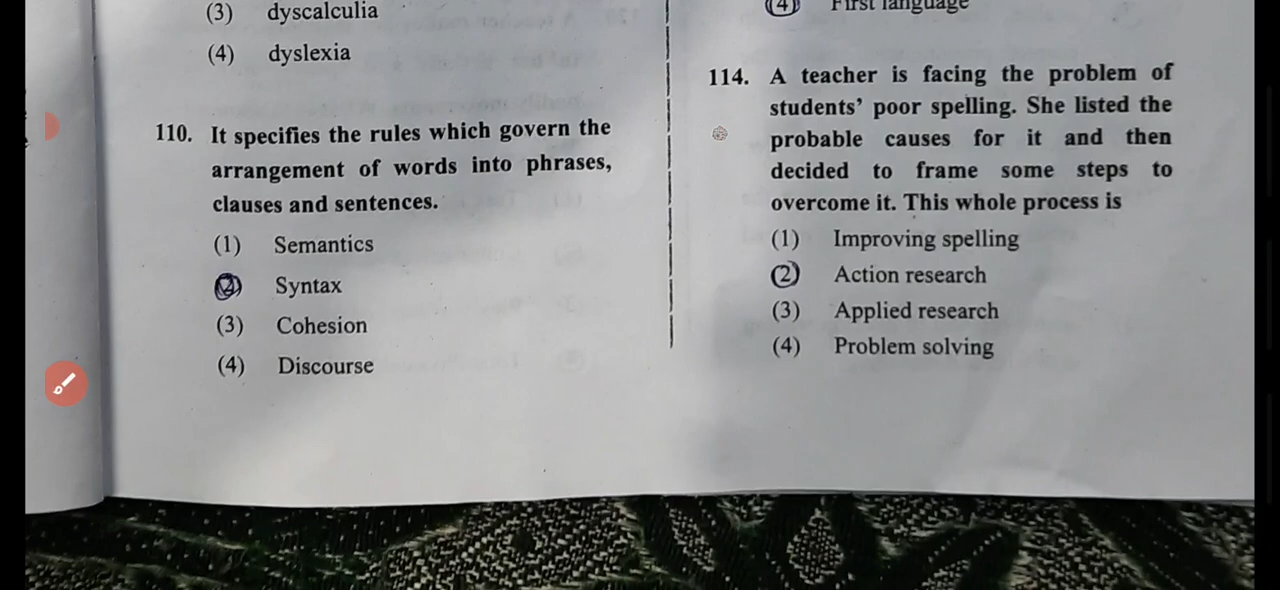 (3) dyscalculia
(4) dyslexia
110. It specifies the rules which govern the
arrangement of words into phrases,
clauses and sentences.
(1) Semantics
(2) Syntax
(3) Cohesion
(4) Discourse
(4) First language
114. A teacher is facing the problem of
students' poor spelling. She listed the
probable causes for it and then
decided to frame some steps to
overcome it. This whole process is
(1) Improving spelling
(2) Action research
(3) Applied research
(4) Problem solving